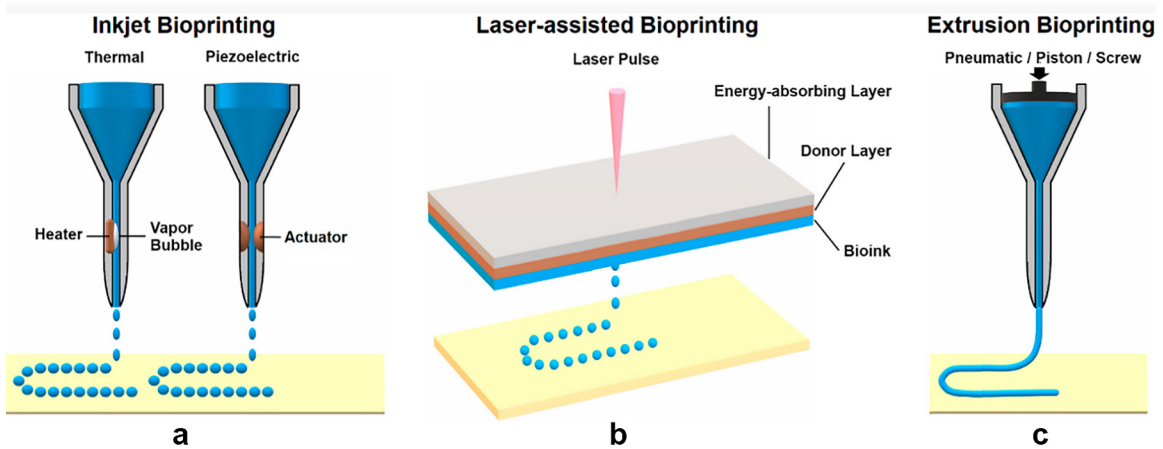 Inkjet Bioprinting
Thermal
Piezoelectric
Heater
Vapor
Bubble
Actuator
a
Laser-assisted Bioprinting
Laser Pulse
Energy-absorbing Layer
Donor Layer
Bioink
b
Extrusion Bioprinting
Pneumatic / Piston / Screw
c